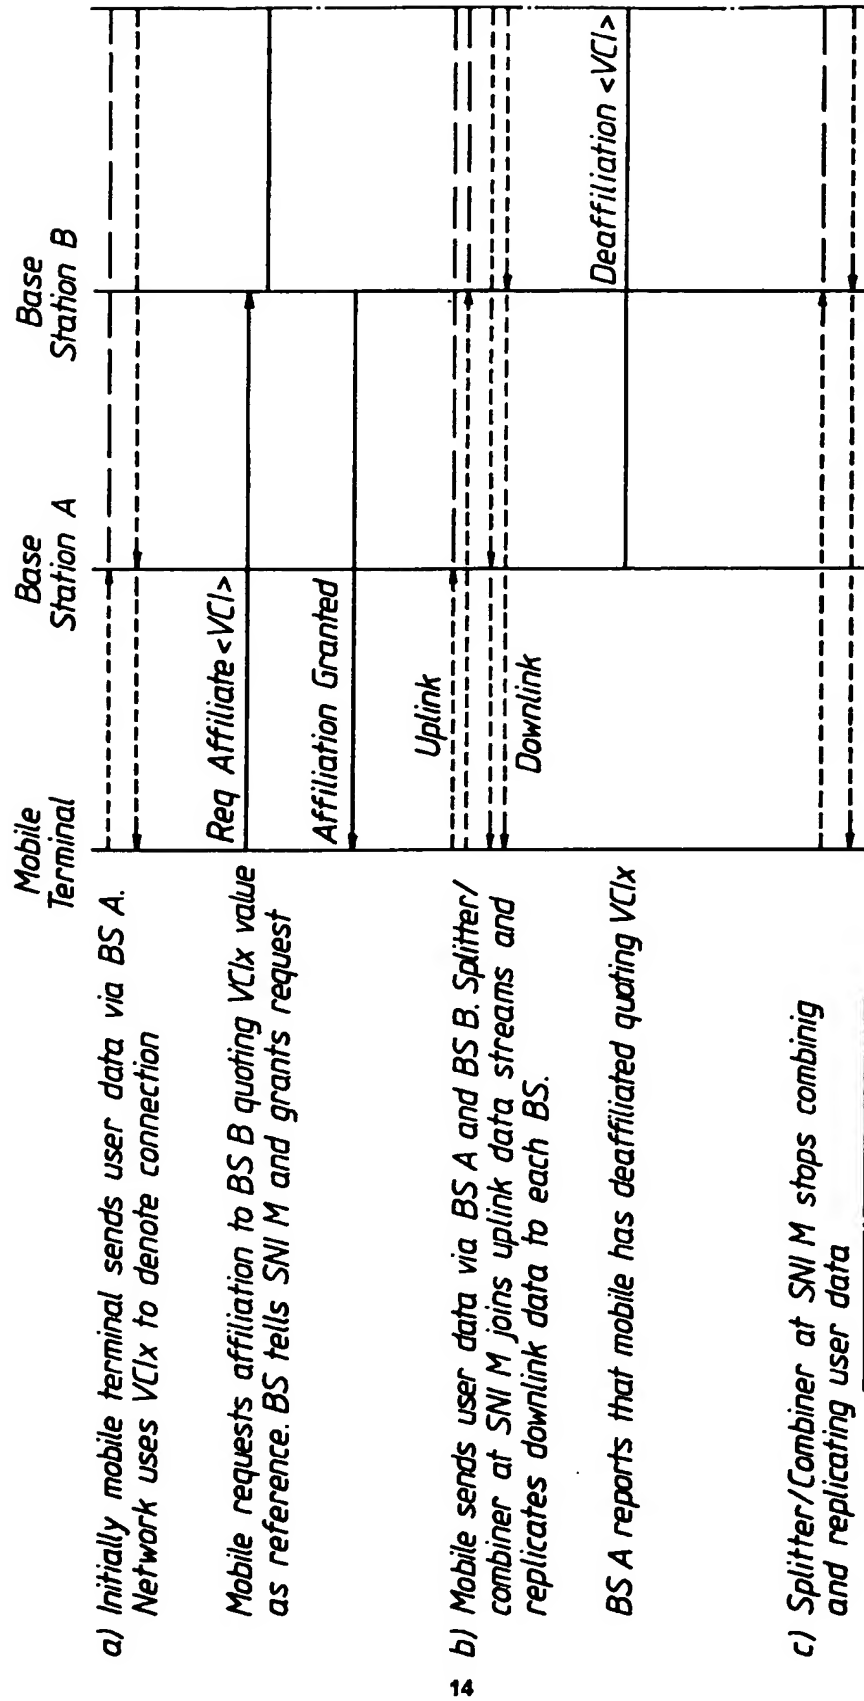 Mobile
Terminal
Base
Station A
Base
Station B
a) Initially mobile terminal sends user data via BS A.
Network uses VCIx to denote connection
Mobile requests affiliation to BS B quoting VCIx value
as reference. BS tells SNI M and grants request
Req Affiliate <VCI>
Affiliation Granted
b) Mobile sends user data via BS A and BS B. Splitter/
combiner at SNI M joins uplink data streams and
replicates downlink data to each BS.
Uplink
Downlink
BS A reports that mobile has deaffiliated quoting VCIx
Deaffiliation <VCI>
c) Splitter/Combiner at SNI M stops combinig
and replicating user data
14